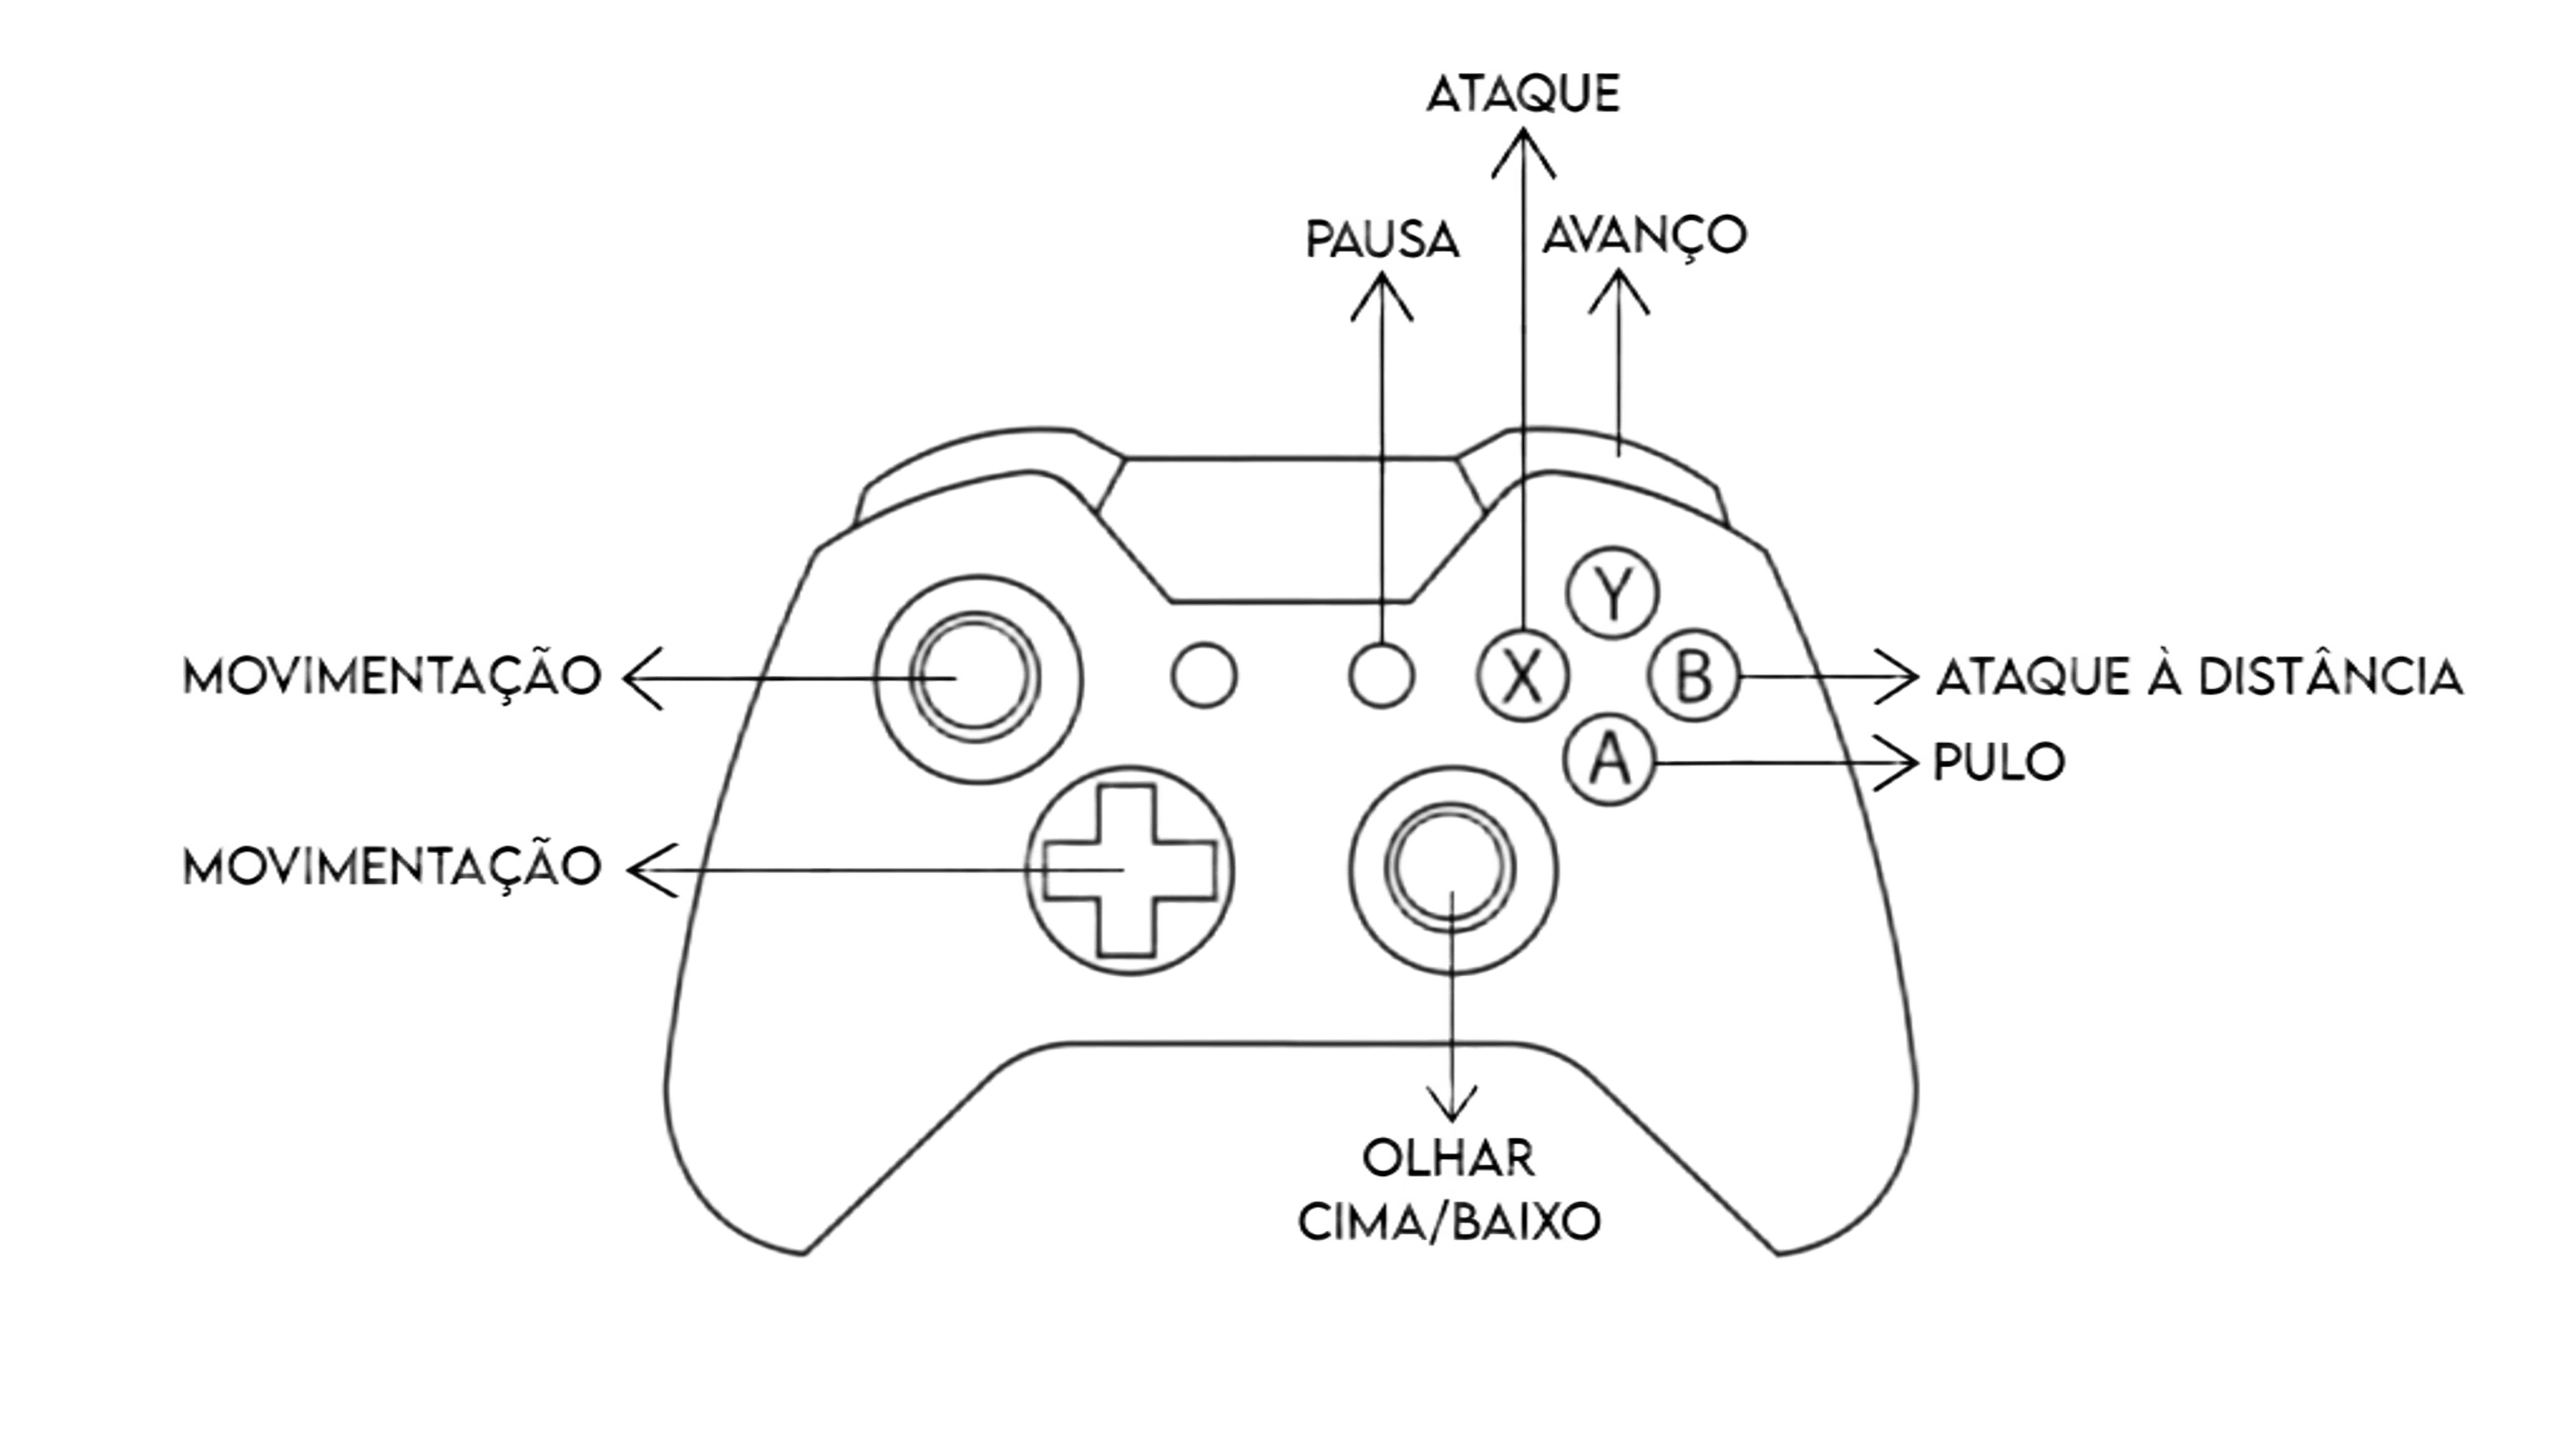 ATAQUE
PAUSA
AVANÇO
Y
MOVIMENTAÇÃO
X
B
ATAQUE À DISTÂNCIA
A
PULO
MOVIMENTAÇÃO
OLHAR
CIMA/BAIXO